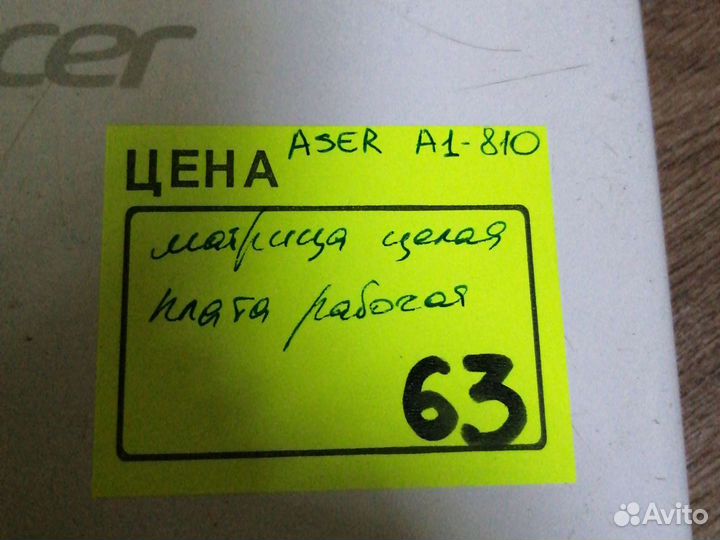 cer
ЦЕНА ASER A1-810
матрица целая
плата рабочая
63
Avito